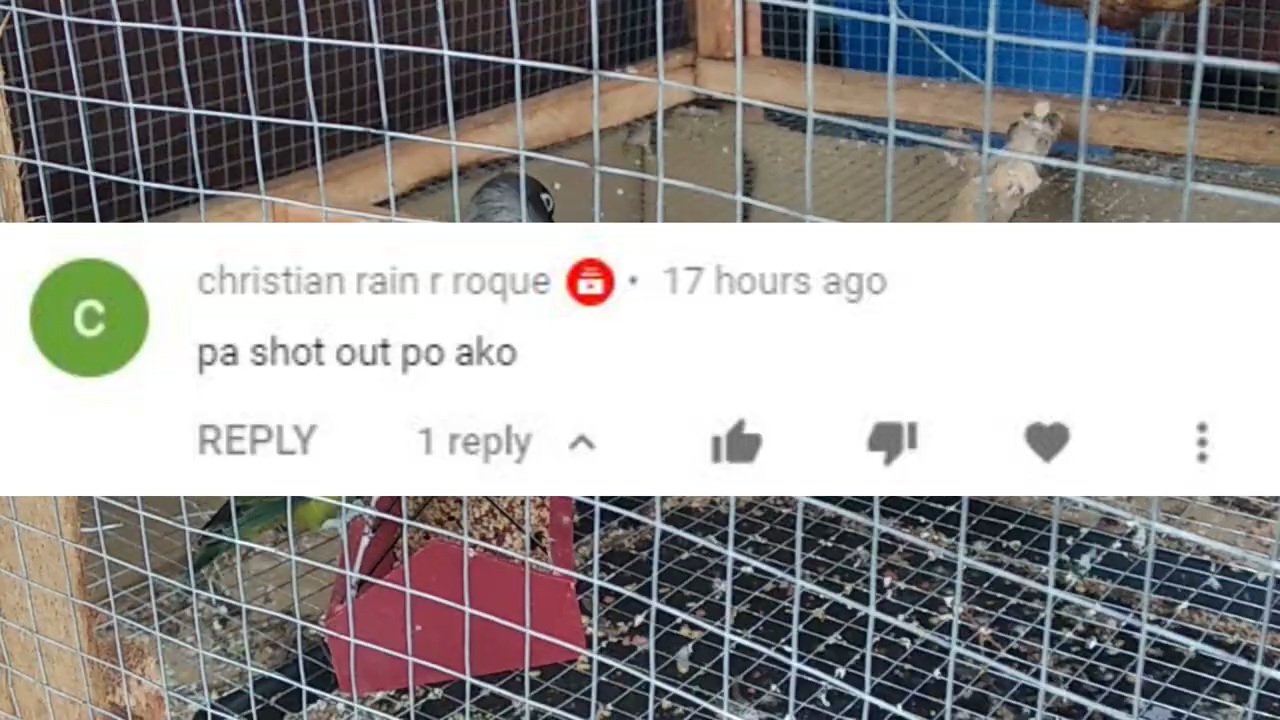 C
christian rain r roque • 17 hours ago
pa shot out po ako
REPLY 1 reply